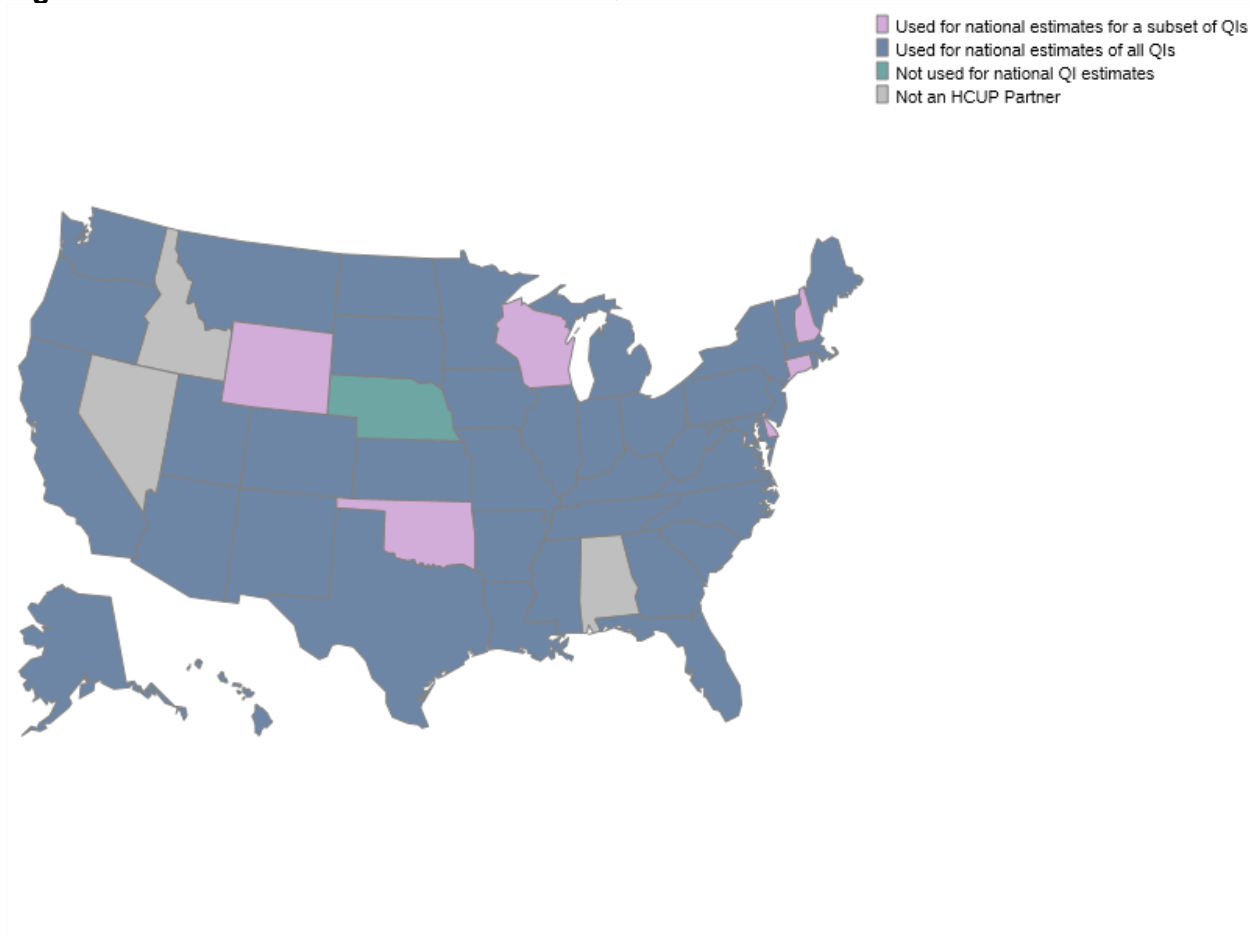 Used for national estimates for a subset of QIs
Used for national estimates of all QIs
Not used for national QI estimates
Not an HCUP Partner